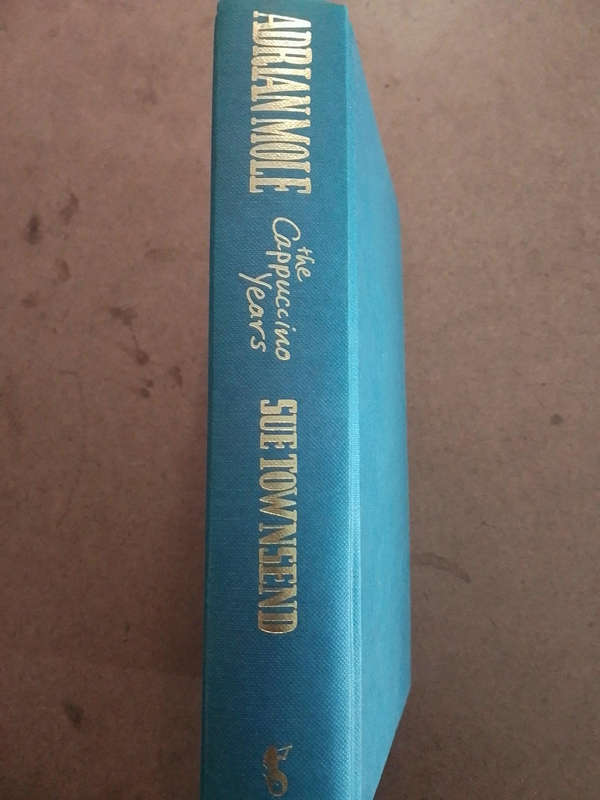 ADRIAN MOLE
the
Cappuccino
Years
SUE TOWNSEND